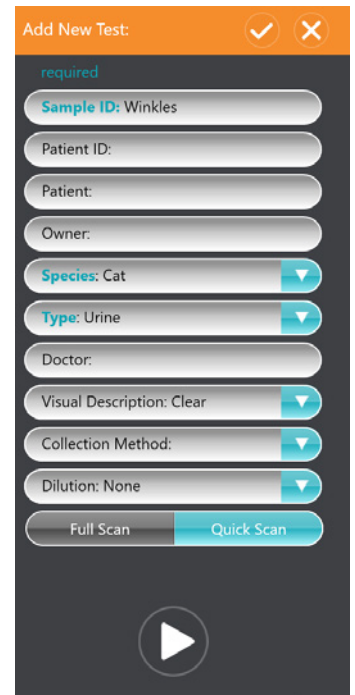 Add New Test:
required
Sample ID: Winkles
Patient ID:
Patient:
Owner:
Species: Cat
Type: Urine
Doctor:
Visual Description: Clear
Collection Method:
Dilution: None
Full Scan Quick Scan